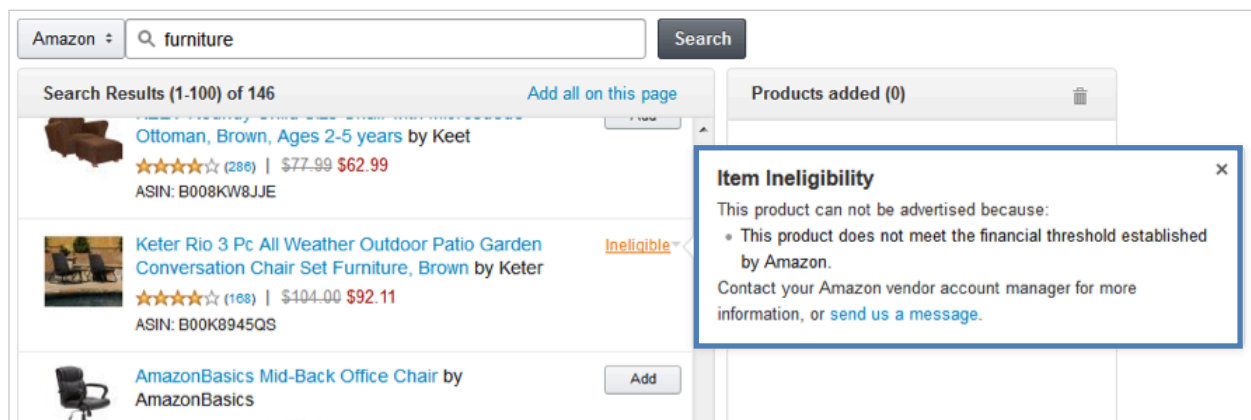 Amazon furniture Search
Search Results (1-100) of 146 Add all on this page Products added (0)
Ottoman, Brown, Ages 2-5 years by Keet
(286) | $77.99 $62.99
ASIN: B008KW8JJE
Keter Rio 3 Pc All Weather Outdoor Patio Garden Ineligible
Conversation Chair Set Furniture, Brown by Keter
(168) | $104.00 $92.11
ASIN: B00K8945QS
AmazonBasics Mid-Back Office Chair by Add
AmazonBasics
Item Ineligibility ×
This product can not be advertised because:
• This product does not meet the financial threshold established
by Amazon.
Contact your Amazon vendor account manager for more
information, or send us a message.